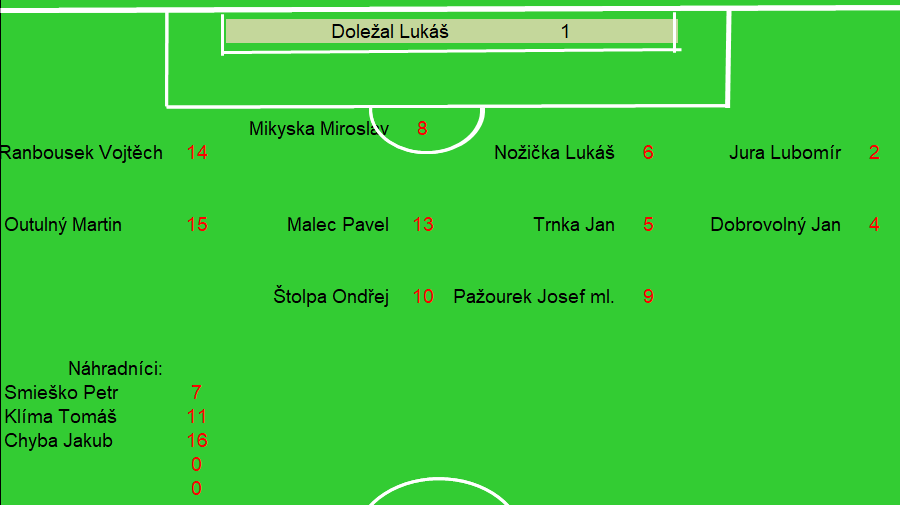 Doležal Lukáš 1
Mikyska Miroslav 8
Ranbousek Vojtěch 14 Nožička Lukáš 6 Jura Lubomír 2
Outulný Martin 15 Malec Pavel 13 Trnka Jan 5 Dobrovolný Jan 4
Štolpa Ondřej 10 Pažourek Josef ml. 9
Náhradníci:
Smieško Petr 7
Klíma Tomáš 11
Chyba Jakub 16
0
0